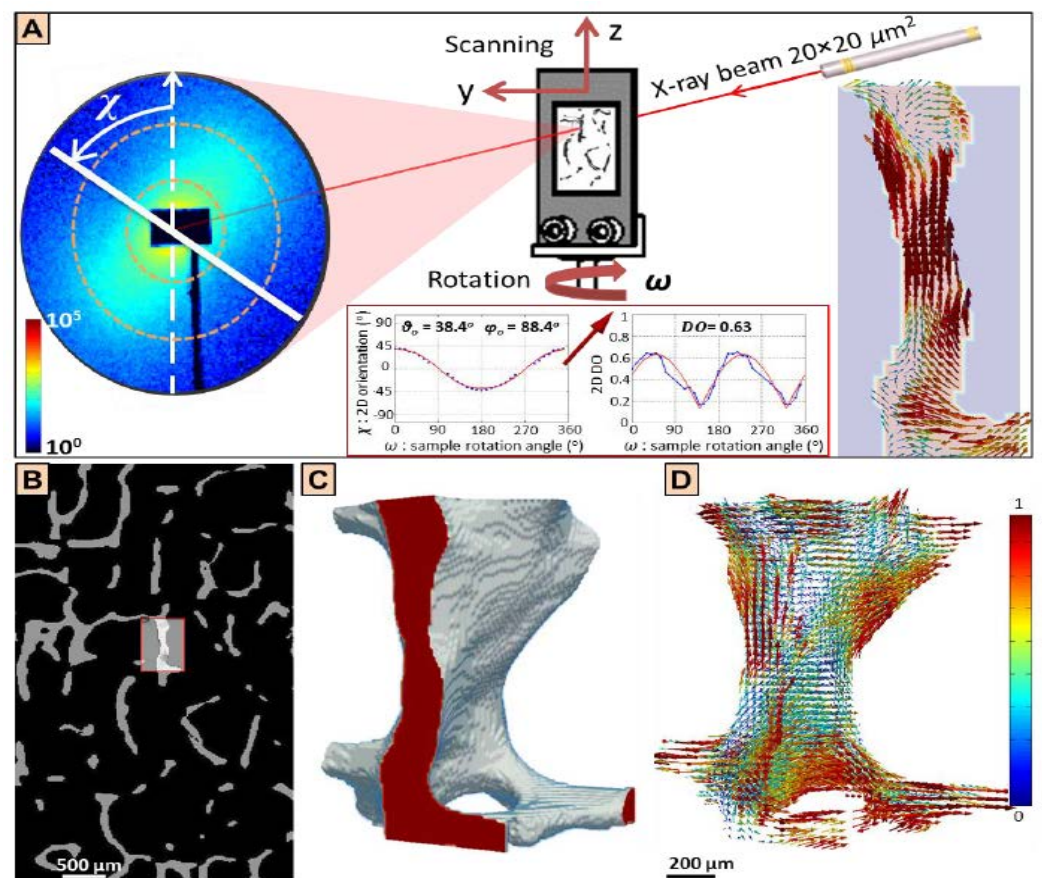 A
Scanning
z
y
X-ray beam 20×20 μm²
χ
Rotation
ω
10⁵
10⁰
χ : 2D orientation (°)
90
45
0
-45
-90
ϑₒ = 38.4° φₒ = 88.4°
0 90 180 270 360
ω : sample rotation angle (°)
2D DO
1
0.8
0.6
0.4
0.2
0
DO= 0.63
0 90 180 270 360
ω : sample rotation angle (°)
B
500 μm
C
D
1
0
200 μm